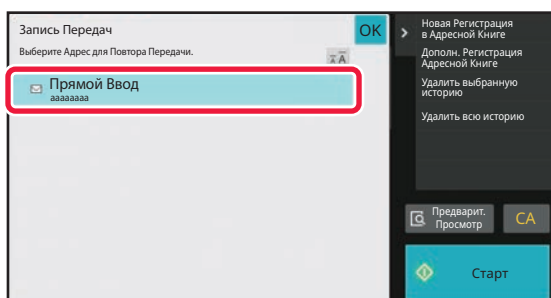 Запись Передач
OK
Выберите Адрес для Повтора Передачи.
Прямой Ввод
aaaaaaaa
Новая Регистрация
в Адресной Книге
Дополн. Регистрация
Адресной Книге
Удалить выбранную
историю
Удалить всю историю
Предварит.
Просмотр
CA
Старт